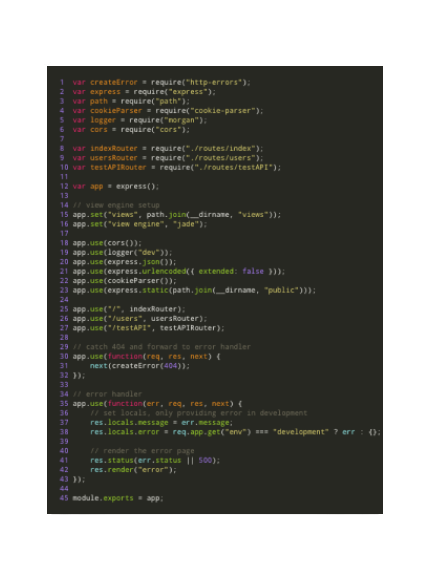 1 var createError = require("http-errors");
2 var express = require("express");
3 var path = require("path");
4 var cookieParser = require("cookie-parser");
5 var logger = require("morgan");
6 var cors = require("cors");
7
8 var indexRouter = require("./routes/index");
9 var usersRouter = require("./routes/users");
10 var testAPIRouter = require("./routes/testAPI");
11
12 var app = express();
13
14 // view engine setup
15 app.set("views", path.join(__dirname, "views"));
16 app.set("view engine", "jade");
17
18 app.use(cors());
19 app.use(logger("dev"));
20 app.use(express.json());
21 app.use(express.urlencoded({ extended: false }));
22 app.use(cookieParser());
23 app.use(express.static(path.join(__dirname, "public")));
24
25 app.use("/", indexRouter);
26 app.use("/users", usersRouter);
27 app.use("/testAPI", testAPIRouter);
28
29 // catch 404 and forward to error handler
30 app.use(function(req, res, next) {
31     next(createError(404));
32 });
33
34 // error handler
35 app.use(function(err, req, res, next) {
36     // set locals, only providing error in development
37     res.locals.message = err.message;
38     res.locals.error = req.app.get("env") === "development" ? err : {};
39
40     // render the error page
41     res.status(err.status || 500);
42     res.render("error");
43 });
44
45 module.exports = app;